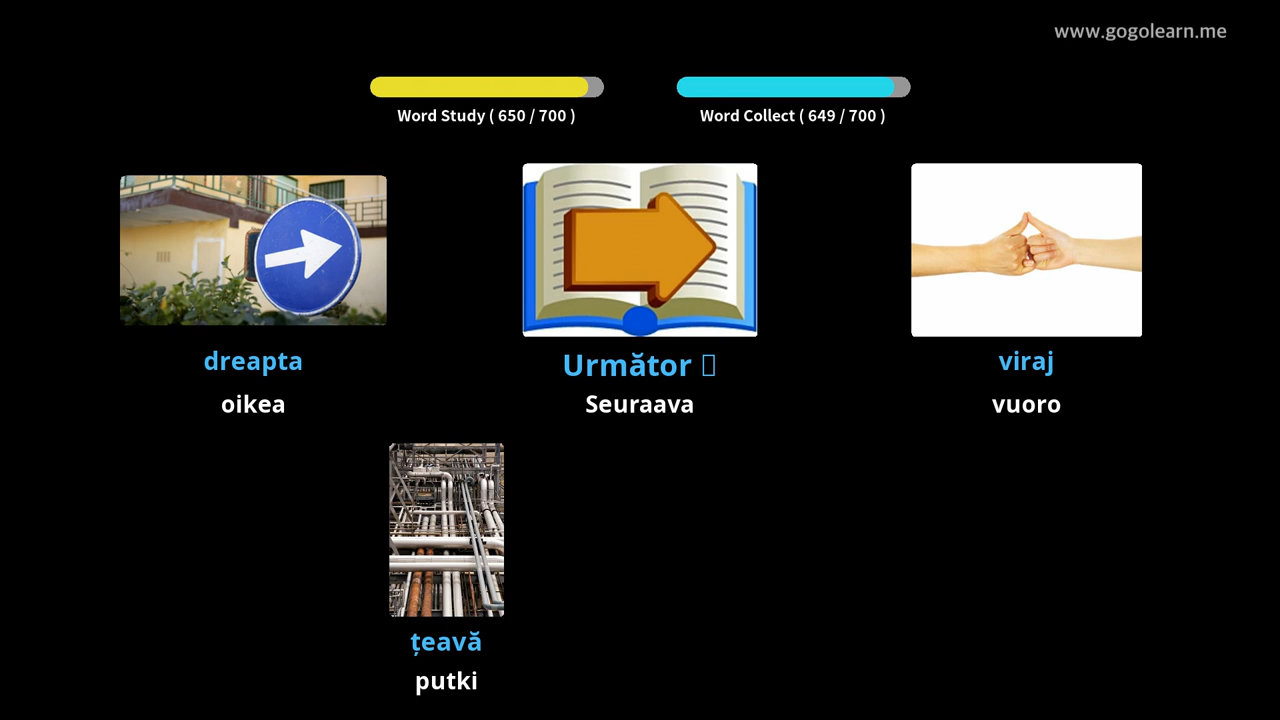 www.gogolearn.me
Word Study ( 650 / 700 )
Word Collect ( 649 / 700 )
dreapta
oikea
Următor
Seuraava
viraj
vuoro
țeavă
putki